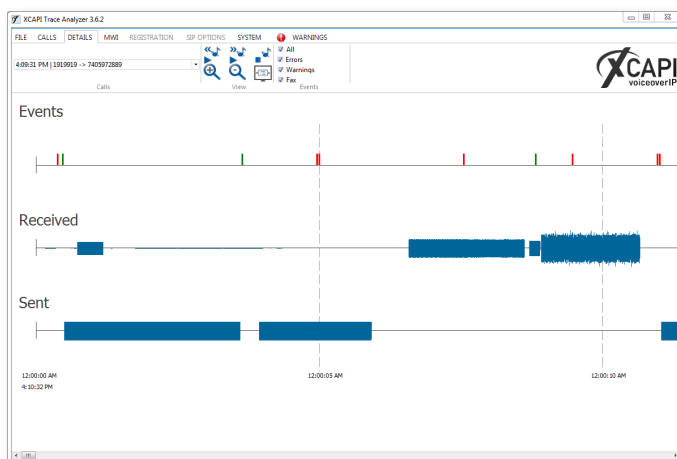 XCAPI Trace Analyzer 3.6.2
FILE CALLS DETAILS MWI REGISTRATION SIP OPTIONS SYSTEM WARNINGS
4:09:31 PM | 1919919 -> 7405972889
All
Errors
Warnings
Fax
Calls View Events
XCAPI
voiceoverIP
Events
Received
Sent
12:00:00 AM 12:00:05 AM 12:00:10 AM
4:10:32 PM